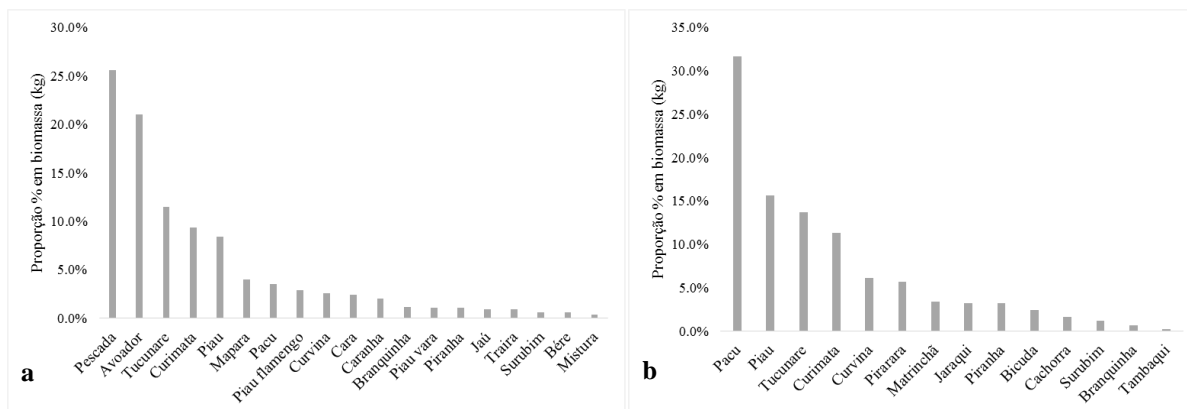 Proporção % em biomassa (kg)
30.0%
25.0%
20.0%
15.0%
10.0%
5.0%
0.0%
Pescada
Avoador
Tucunare
Curimata
Piau
Mapara
Pacu
Piau flamengo
Curvina
Cara
Caranha
Branquinha
Piau vara
Piranha
Jaú
Traira
Surubim
Bére
Mistura
a
Proporção % em biomassa (kg)
35.0%
30.0%
25.0%
20.0%
15.0%
10.0%
5.0%
0.0%
Pacu
Piau
Tucunare
Curimata
Curvina
Pirarara
Matrinchã
Jaraqui
Piranha
Bicuda
Cachorra
Surubim
Branquinha
Tambaqui
b